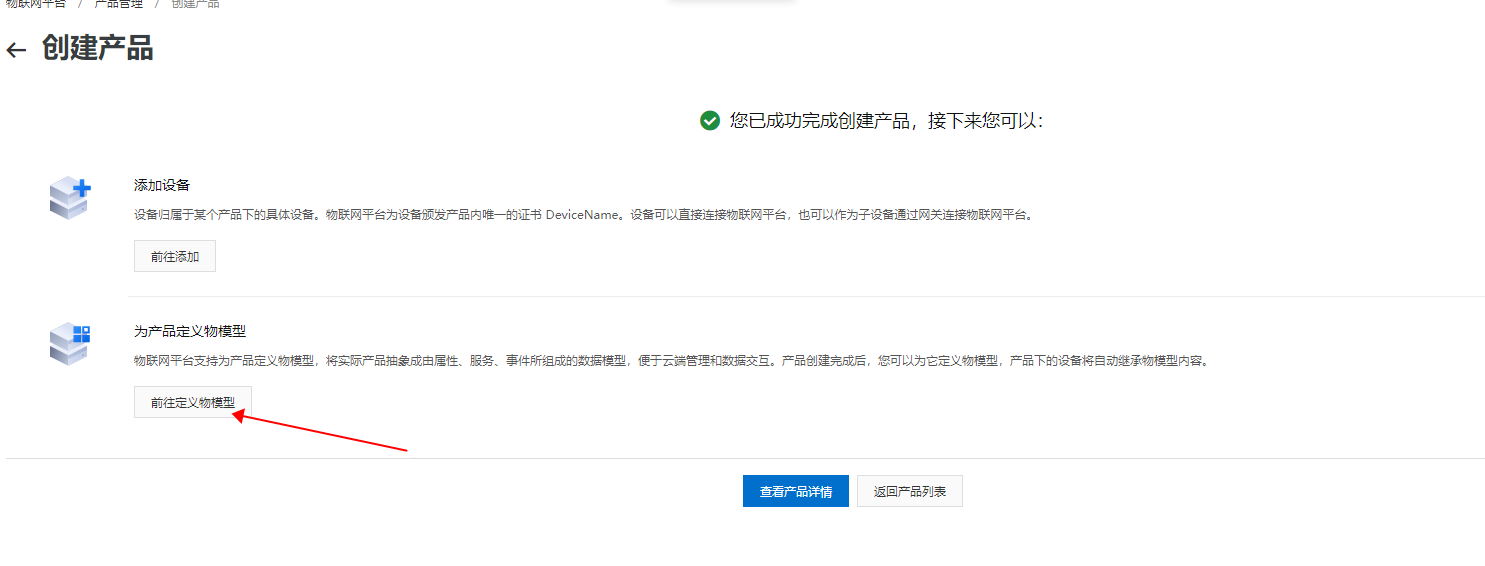 物联网平台 / 产品管理 / 创建产品
创建产品
您已成功完成创建产品，接下来您可以：
添加设备
设备归属于某个产品下的具体设备。物联网平台为设备颁发产品内唯一的证书 DeviceName。设备可以直接连接物联网平台，也可以作为子设备通过网关连接物联网平台。
前往添加
为产品定义物模型
物联网平台支持为产品定义物模型，将实际产品抽象成由属性、服务、事件所组成的数据模型，便于云端管理和数据交互。产品创建完成后，您可以为它定义物模型，产品下的设备将自动继承物模型内容。
前往定义物模型
查看产品详情 返回产品列表